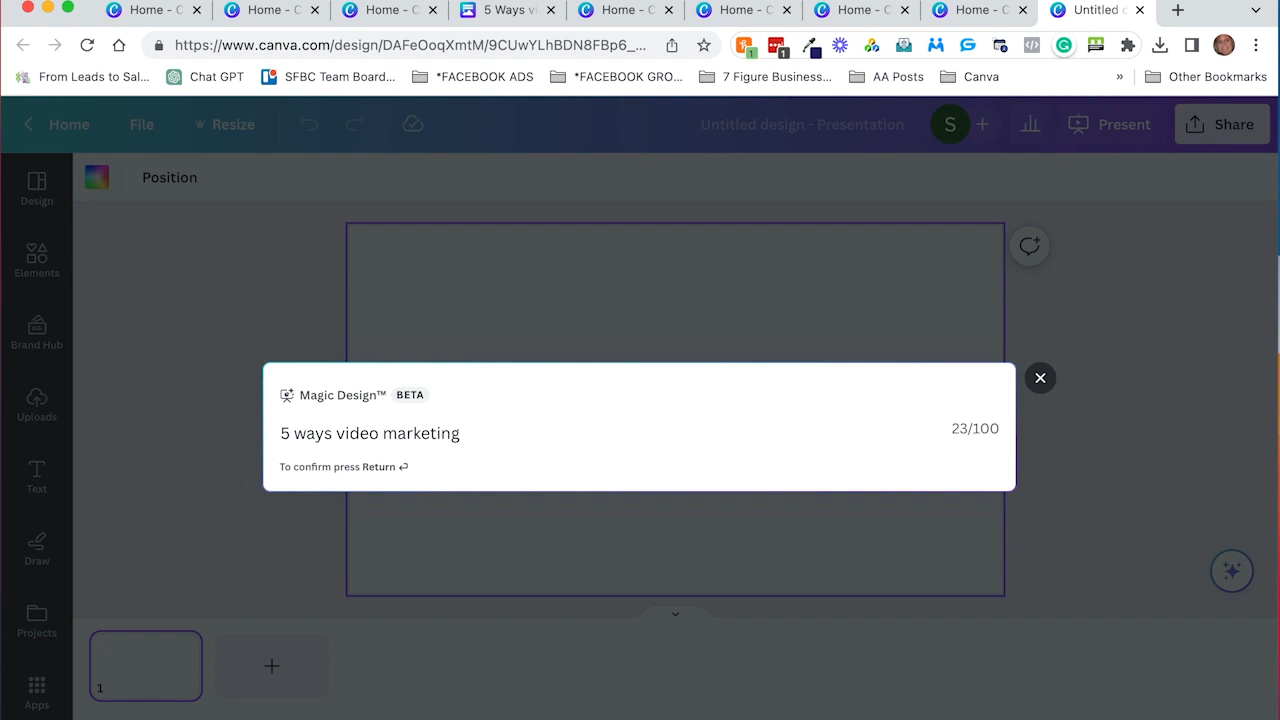 Home - C
Home - C
Home - C
5 Ways vi
Home - C
Home - C
Home - C
Home - C
Untitled d
https://www.canva.com/design/DAFeOoqXmtM/9CUwYLhBDN8FBp6_...
1
1
From Leads to Sal...
Chat GPT
SFBC Team Board...
*FACEBOOK ADS
*FACEBOOK GRO...
7 Figure Business...
AA Posts
Canva
»
Other Bookmarks
Home
File
Resize
Untitled design - Presentation
S
Present
Share
Design
Position
Elements
Brand Hub
Uploads
Text
Draw
Projects
Apps
Magic Design™ BETA
5 ways video marketing
23/100
To confirm press Return
1